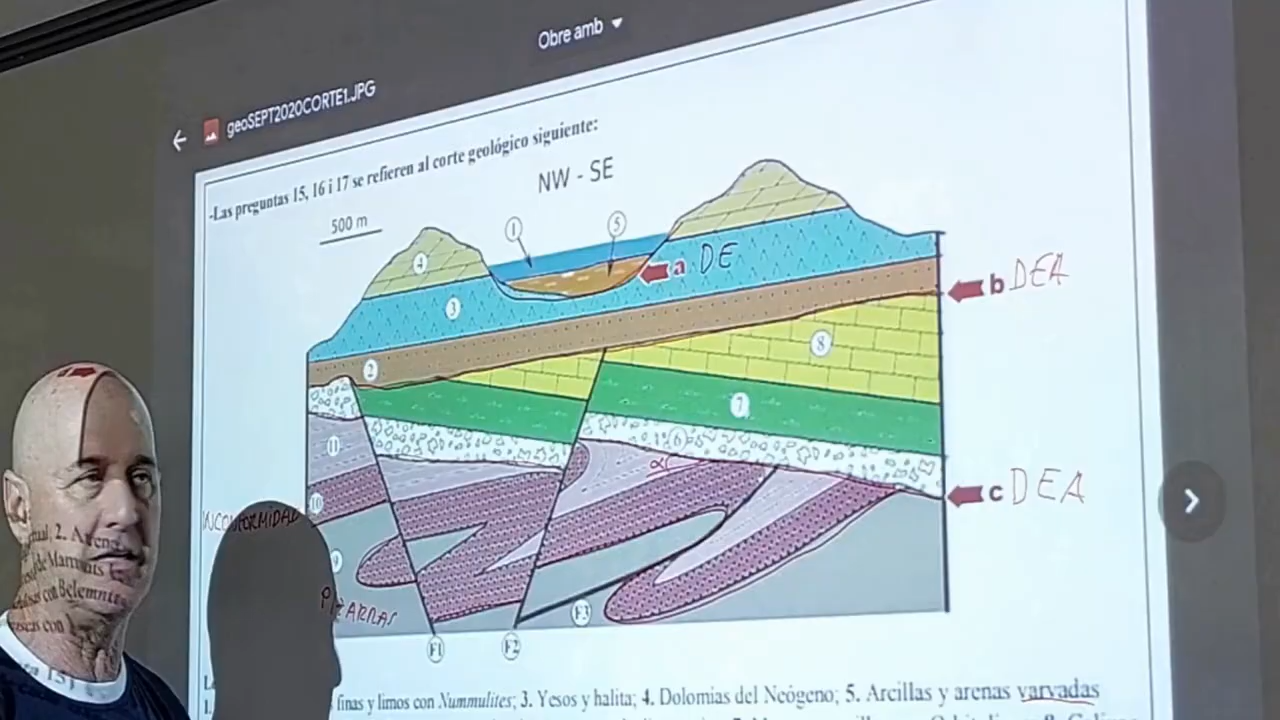 Obre amb
geoSEPT2020CORTE1.JPG
-Las preguntas 15, 16 i 17 se refieren al corte geológico siguiente:
NW - SE
500 m
1
5
4
a DE
3
b DEA
2
8
7
6
11
α
c DEA
10
INCONFORMIDAD
9
PIZARRAS
F3
F1
F2
finas y limos con Nummulites; 3. Yesos y halita; 4. Dolomias del Neógeno; 5. Arcillas y arenas varvadas